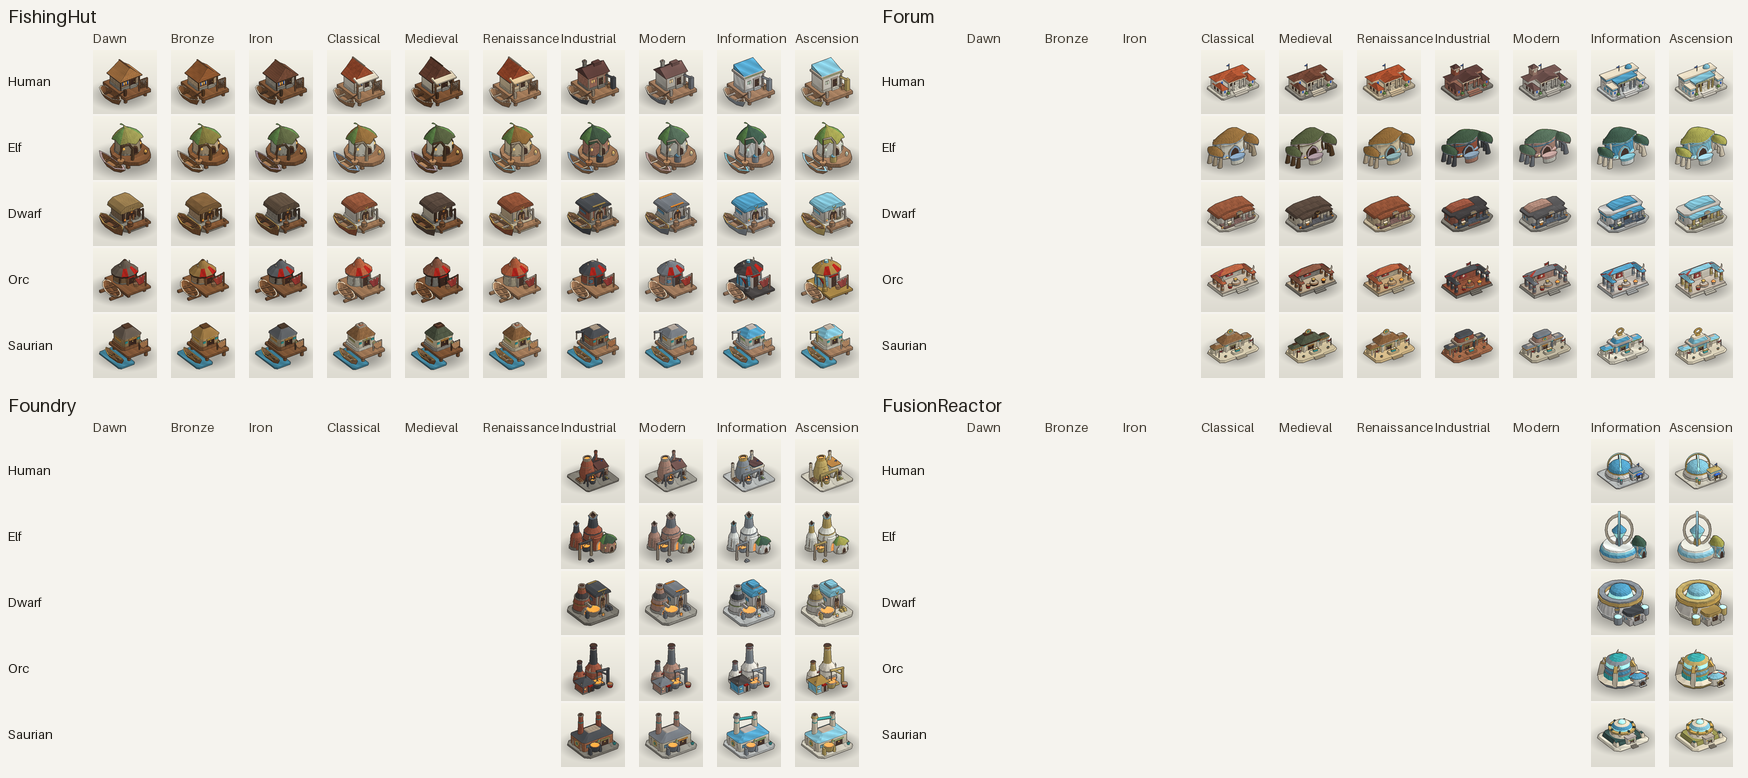 FishingHut
Dawn Bronze Iron Classical Medieval Renaissance Industrial Modern Information Ascension
Human
Elf
Dwarf
Orc
Saurian
Forum
Dawn Bronze Iron Classical Medieval Renaissance Industrial Modern Information Ascension
Human
Elf
Dwarf
Orc
Saurian
Foundry
Dawn Bronze Iron Classical Medieval Renaissance Industrial Modern Information Ascension
Human
Elf
Dwarf
Orc
Saurian
FusionReactor
Dawn Bronze Iron Classical Medieval Renaissance Industrial Modern Information Ascension
Human
Elf
Dwarf
Orc
Saurian